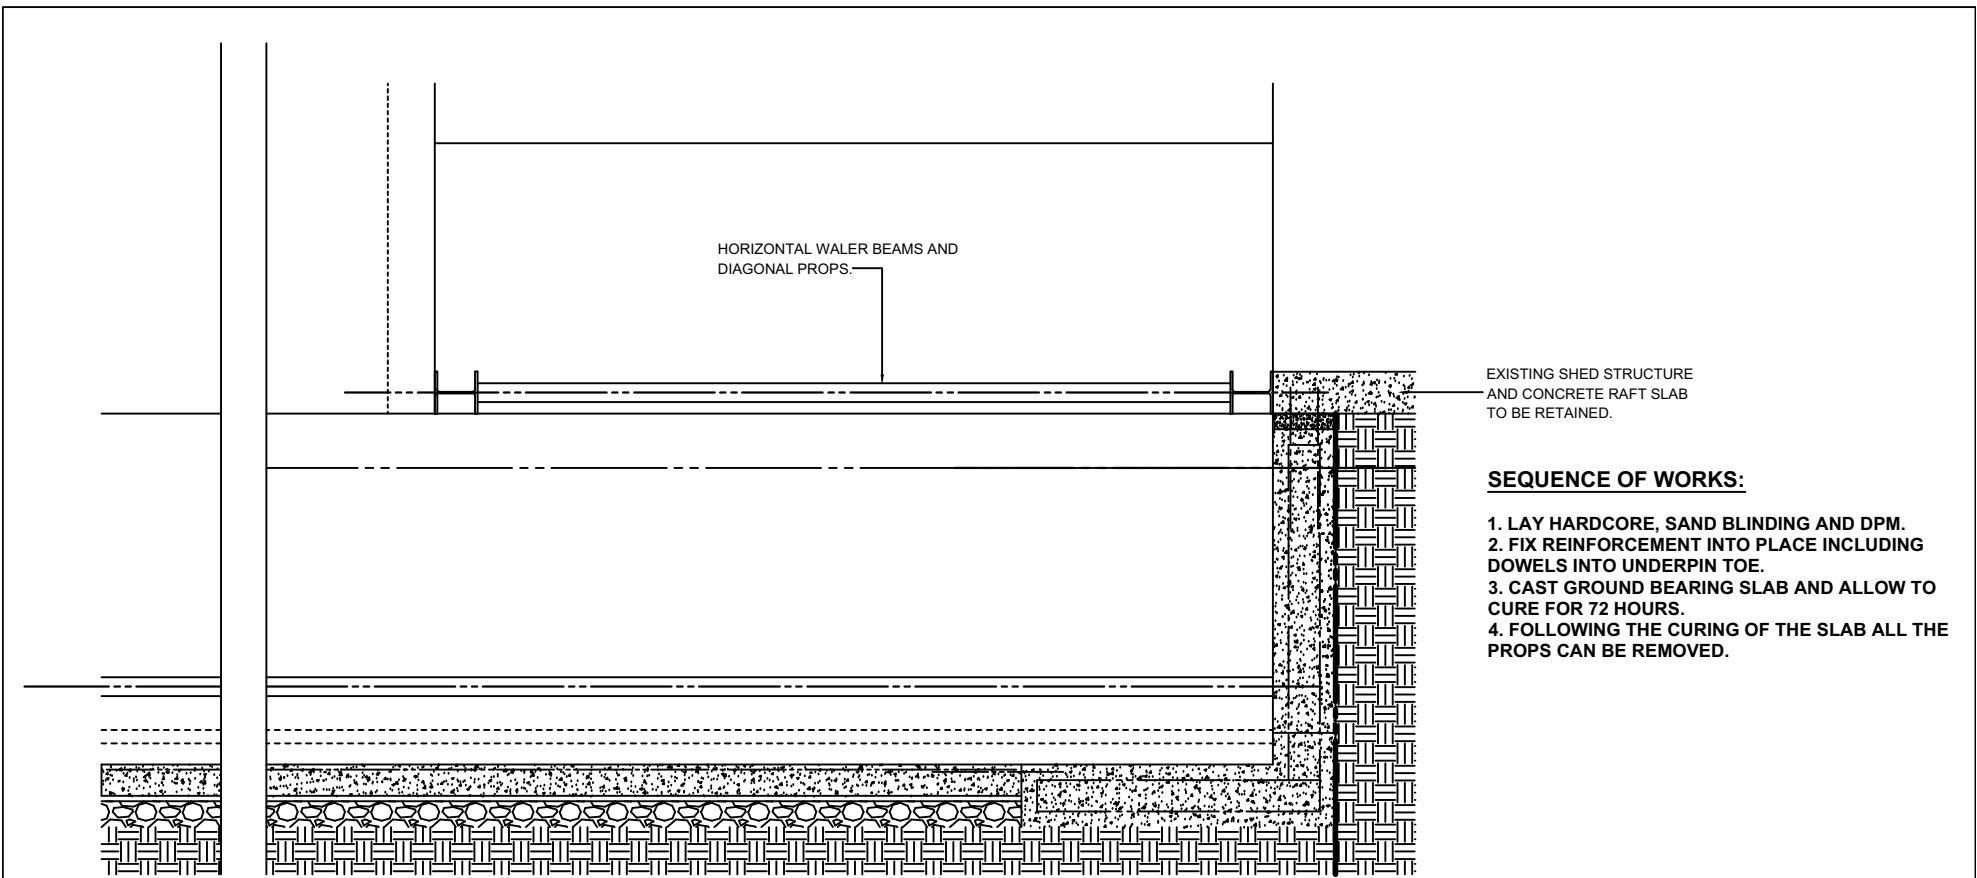 HORIZONTAL WALER BEAMS AND
DIAGONAL PROPS.
EXISTING SHED STRUCTURE
AND CONCRETE RAFT SLAB
TO BE RETAINED.
SEQUENCE OF WORKS:
1. LAY HARDCORE, SAND BLINDING AND DPM.
2. FIX REINFORCEMENT INTO PLACE INCLUDING
DOWELS INTO UNDERPIN TOE.
3. CAST GROUND BEARING SLAB AND ALLOW TO
CURE FOR 72 HOURS.
4. FOLLOWING THE CURING OF THE SLAB ALL THE
PROPS CAN BE REMOVED.